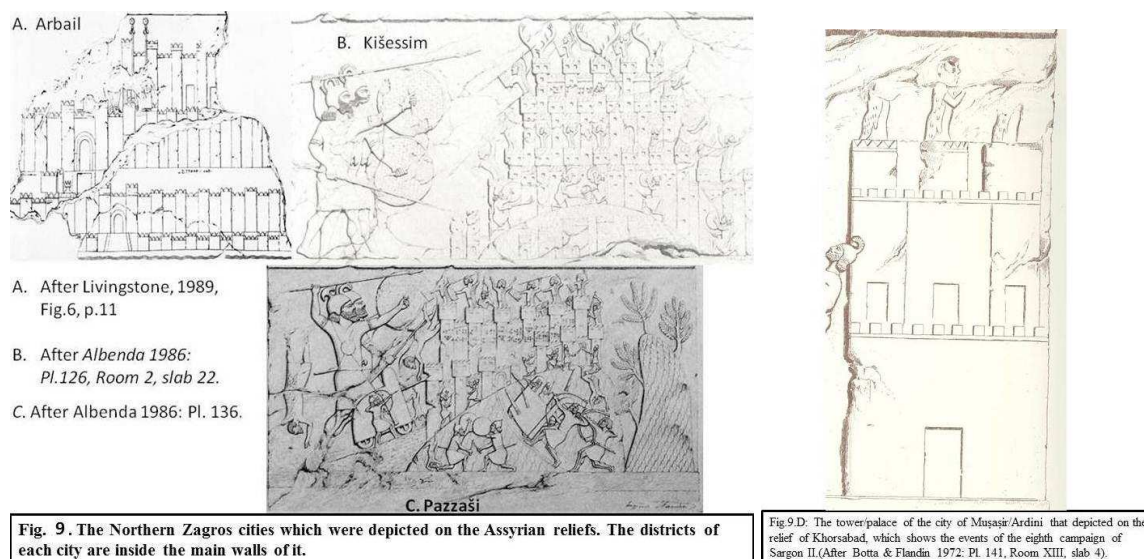 A. Arbail
B. Kišessim
A. After Livingstone, 1989,
Fig.6, p.11
B. After Albenda 1986:
Pl.126, Room 2, slab 22.
C. After Albenda 1986: Pl. 136.
C. Pazzaši
Fig. 9. The Northern Zagros cities which were depicted on the Assyrian reliefs. The districts of
each city are inside the main walls of it.
Fig.9.D: The tower/palace of the city of Muṣaṣir/Ardini that depicted on the
relief of Khorsabad, which shows the events of the eighth campaign of
Sargon II.(After Botta & Flandin 1972: Pl. 141, Room XIII, slab 4).